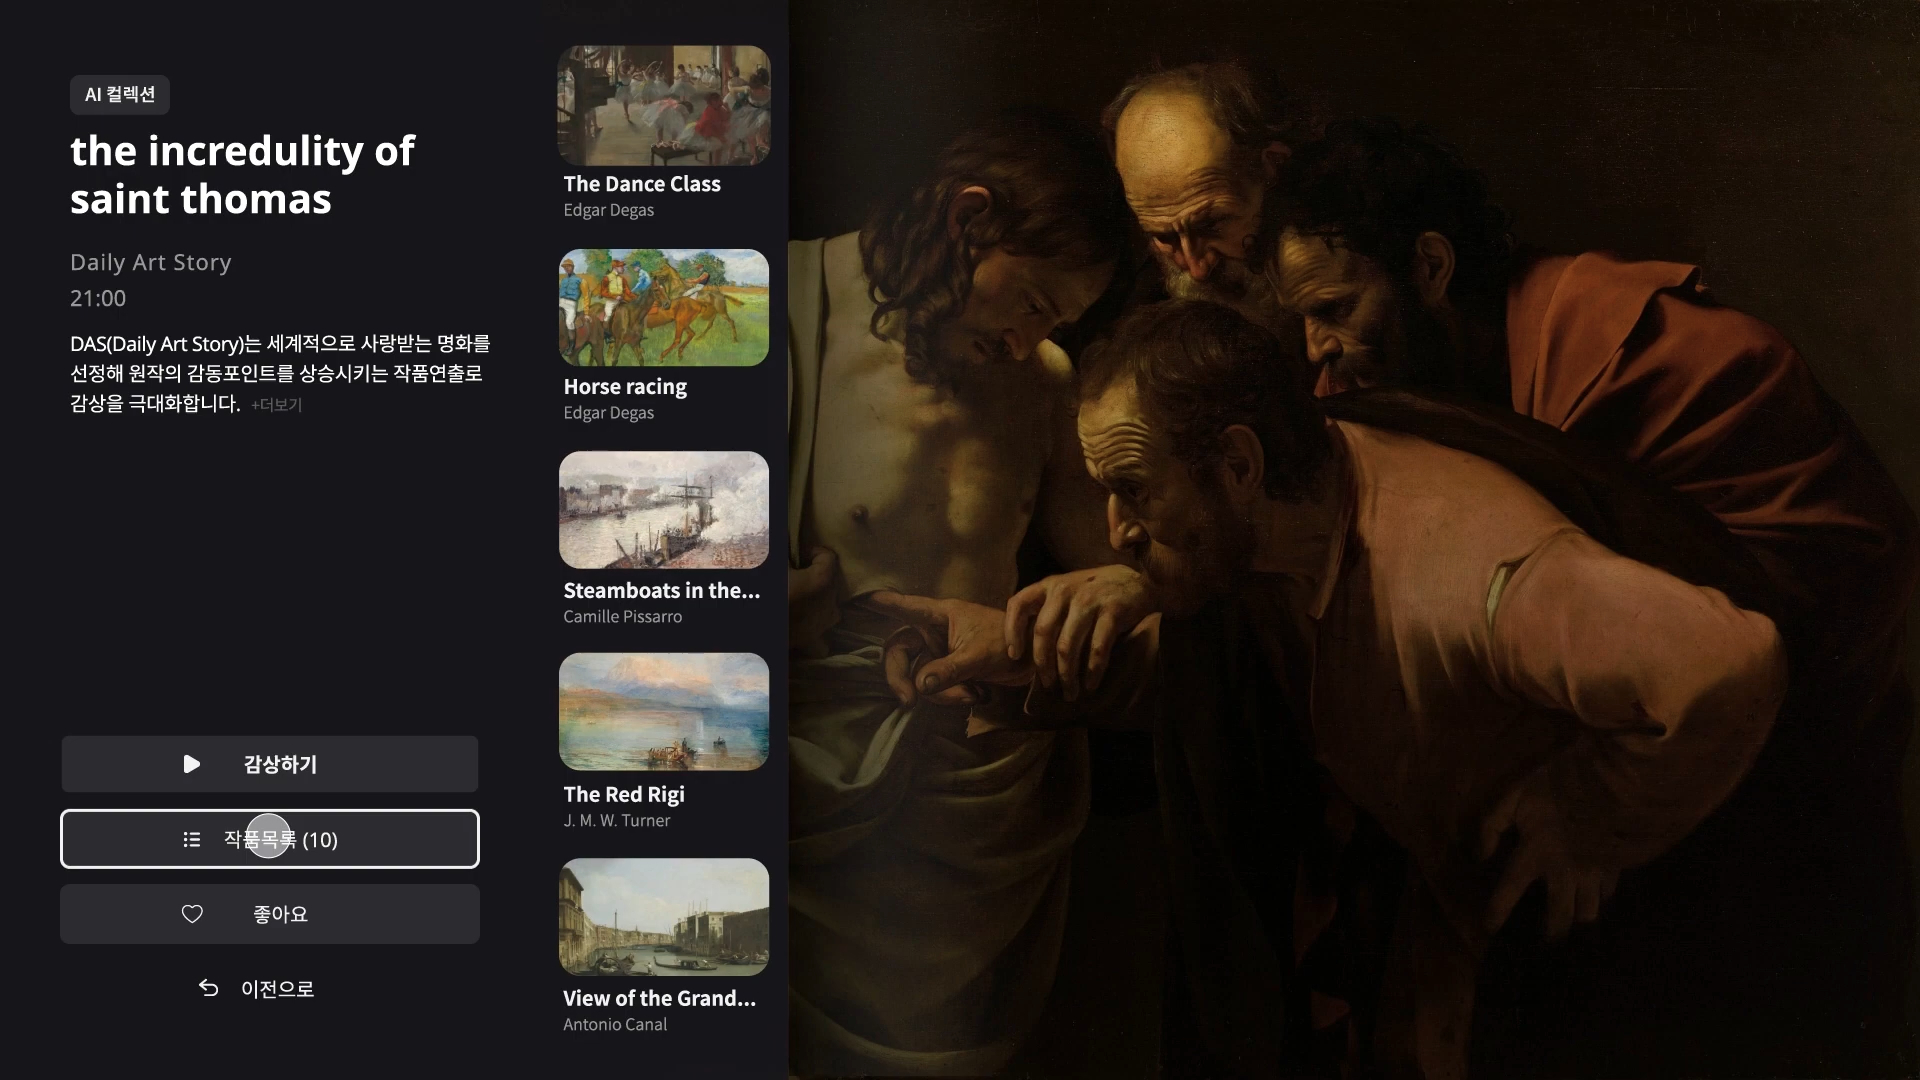 AI 컬렉션
the incredulity of
saint thomas
Daily Art Story
21:00
DAS(Daily Art Story)는 세계적으로 사랑받는 명화를
선정해 원작의 감동포인트를 상승시키는 작품연출로
감상을 극대화합니다. +더보기
감상하기
작품목록 (10)
좋아요
이전으로
The Dance Class
Edgar Degas
Horse racing
Edgar Degas
Steamboats in the...
Camille Pissarro
The Red Rigi
J. M. W. Turner
View of the Grand...
Antonio Canal